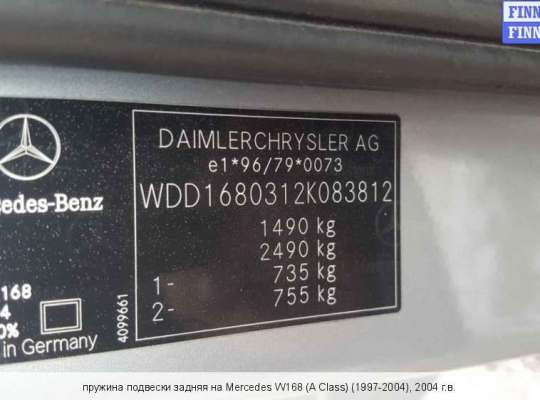 FINN
FINN
DAIMLERCHRYSLER AG
e1*96/79*0073
WDD1680312K083812
1490 kg
2490 kg
1- 735 kg
2- 755 kg
cedes-Benz
168
4
0%
in Germany
4099661
пружина подвески задняя на Mercedes W168 (A Class) (1997-2004), 2004 г.в.